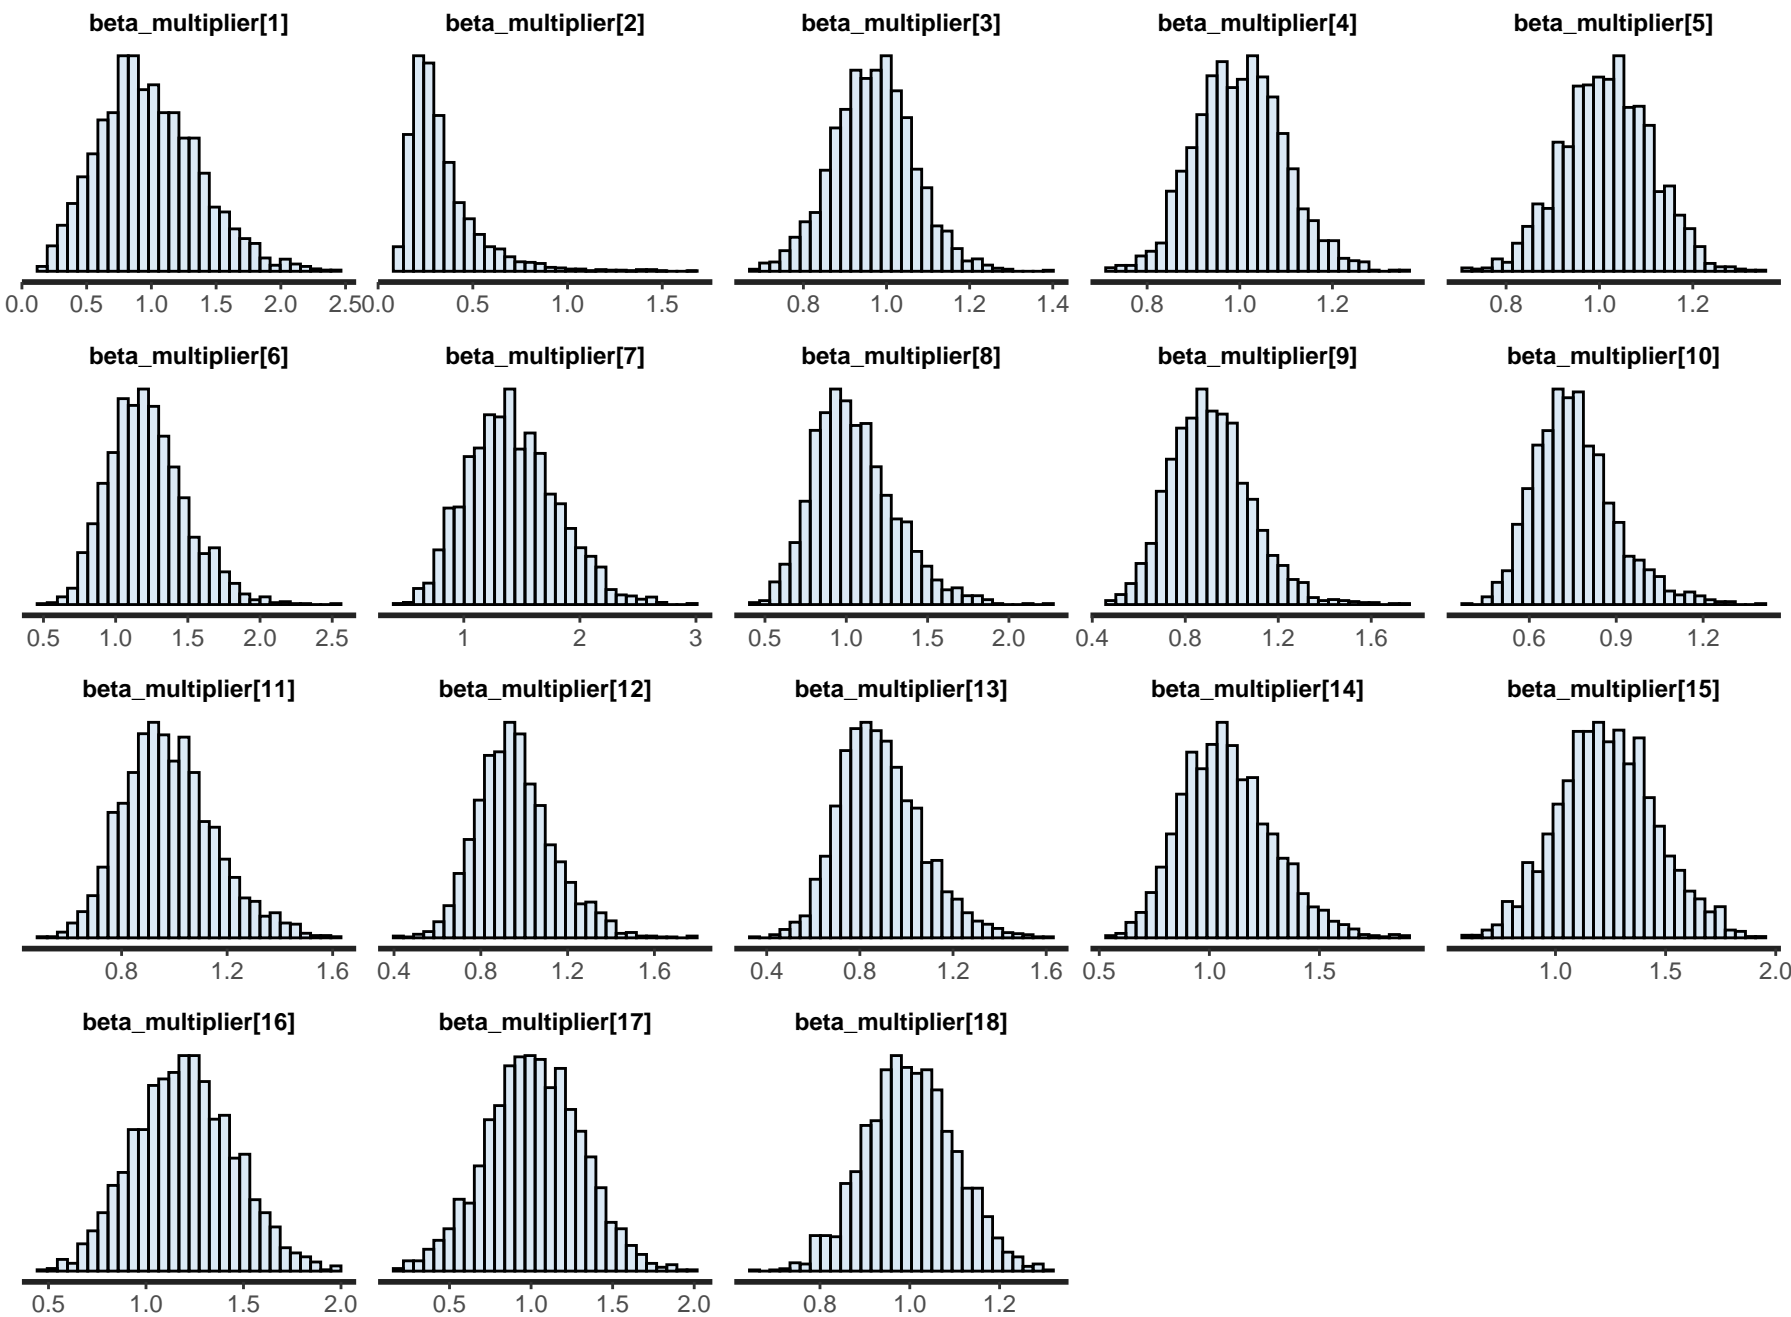 beta_multiplier[1] beta_multiplier[2] beta_multiplier[3] beta_multiplier[4] beta_multiplier[5]
0.0 0.5 1.0 1.5 2.0 2.5 0.0 0.5 1.0 1.5 0.8 1.0 1.2 1.4 0.8 1.0 1.2 0.8 1.0 1.2
beta_multiplier[6] beta_multiplier[7] beta_multiplier[8] beta_multiplier[9] beta_multiplier[10]
0.5 1.0 1.5 2.0 2.5 1 2 3 0.5 1.0 1.5 2.0 0.4 0.8 1.2 1.6 0.6 0.9 1.2
beta_multiplier[11] beta_multiplier[12] beta_multiplier[13] beta_multiplier[14] beta_multiplier[15]
0.8 1.2 1.6 0.4 0.8 1.2 1.6 0.4 0.8 1.2 1.6 0.5 1.0 1.5 1.0 1.5 2.0
beta_multiplier[16] beta_multiplier[17] beta_multiplier[18]
0.5 1.0 1.5 2.0 0.5 1.0 1.5 2.0 0.8 1.0 1.2